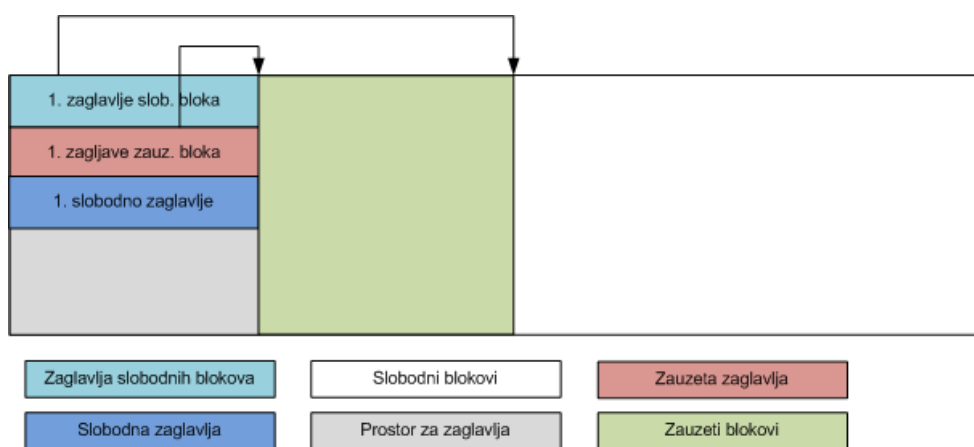 1. zaglavlje slob. bloka
1. zagljave zauz. bloka
1. slobodno zaglavlje
Zaglavlja slobodnih blokova
Slobodni blokovi
Zauzeta zaglavlja
Slobodna zaglavlja
Prostor za zaglavlja
Zauzeti blokovi